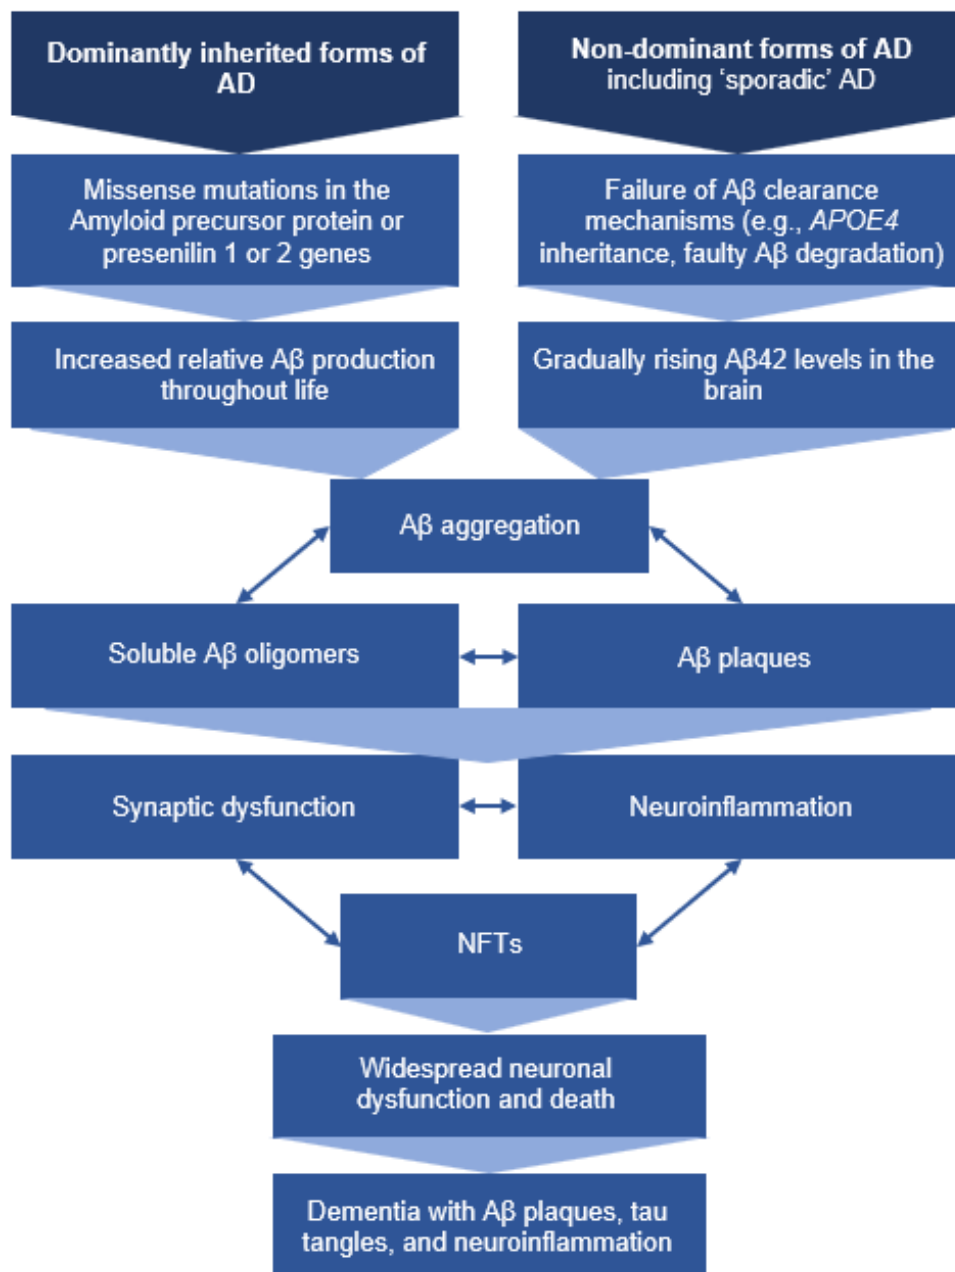 Dominantly inherited forms of
AD
Non-dominant forms of AD
including ‘sporadic’ AD
Missense mutations in the
Amyloid precursor protein or
presenilin 1 or 2 genes
Failure of Aβ clearance
mechanisms (e.g., APOE4
inheritance, faulty Aβ degradation)
Increased relative Aβ production
throughout life
Gradually rising Aβ42 levels in the
brain
Aβ aggregation
Soluble Aβ oligomers
Aβ plaques
Synaptic dysfunction
Neuroinflammation
NFTs
Widespread neuronal
dysfunction and death
Dementia with Aβ plaques, tau
tangles, and neuroinflammation